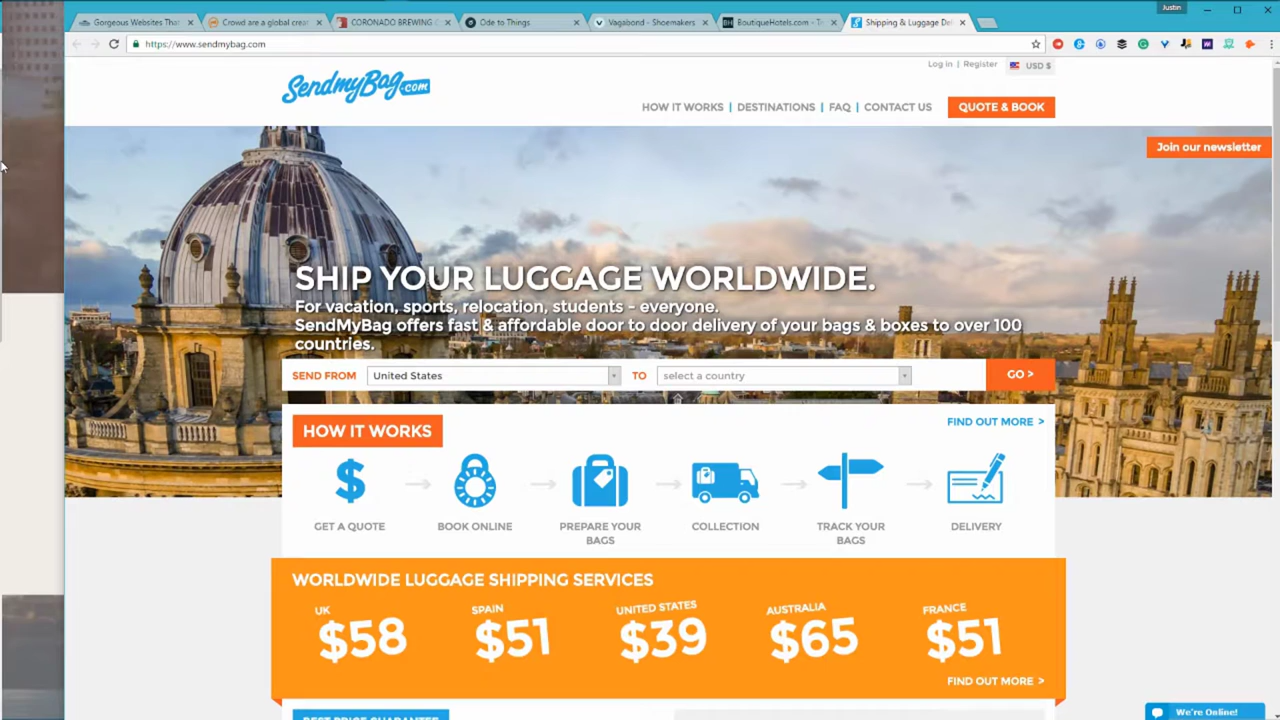 Justin
Gorgeous Websites That
Crowd are a global creat
CORONADO BREWING C
Ode to Things
Vagabond - Shoemakers
BoutiqueHotels.com - Tr
Shipping & Luggage Del
https://www.sendmybag.com
Log in | Register USD $
SendmyBag.com
HOW IT WORKS | DESTINATIONS | FAQ | CONTACT US QUOTE & BOOK
Join our newsletter
SHIP YOUR LUGGAGE WORLDWIDE.
For vacation, sports, relocation, students - everyone.
SendMyBag offers fast & affordable door to door delivery of your bags & boxes to over 100
countries.
SEND FROM United States TO select a country GO >
HOW IT WORKS
FIND OUT MORE >
GET A QUOTE
BOOK ONLINE
PREPARE YOUR
BAGS
COLLECTION
TRACK YOUR
BAGS
DELIVERY
WORLDWIDE LUGGAGE SHIPPING SERVICES
UK
$58
SPAIN
$51
UNITED STATES
$39
AUSTRALIA
$65
FRANCE
$51
FIND OUT MORE >
BEST PRICE GUARANTEE
We're Online!